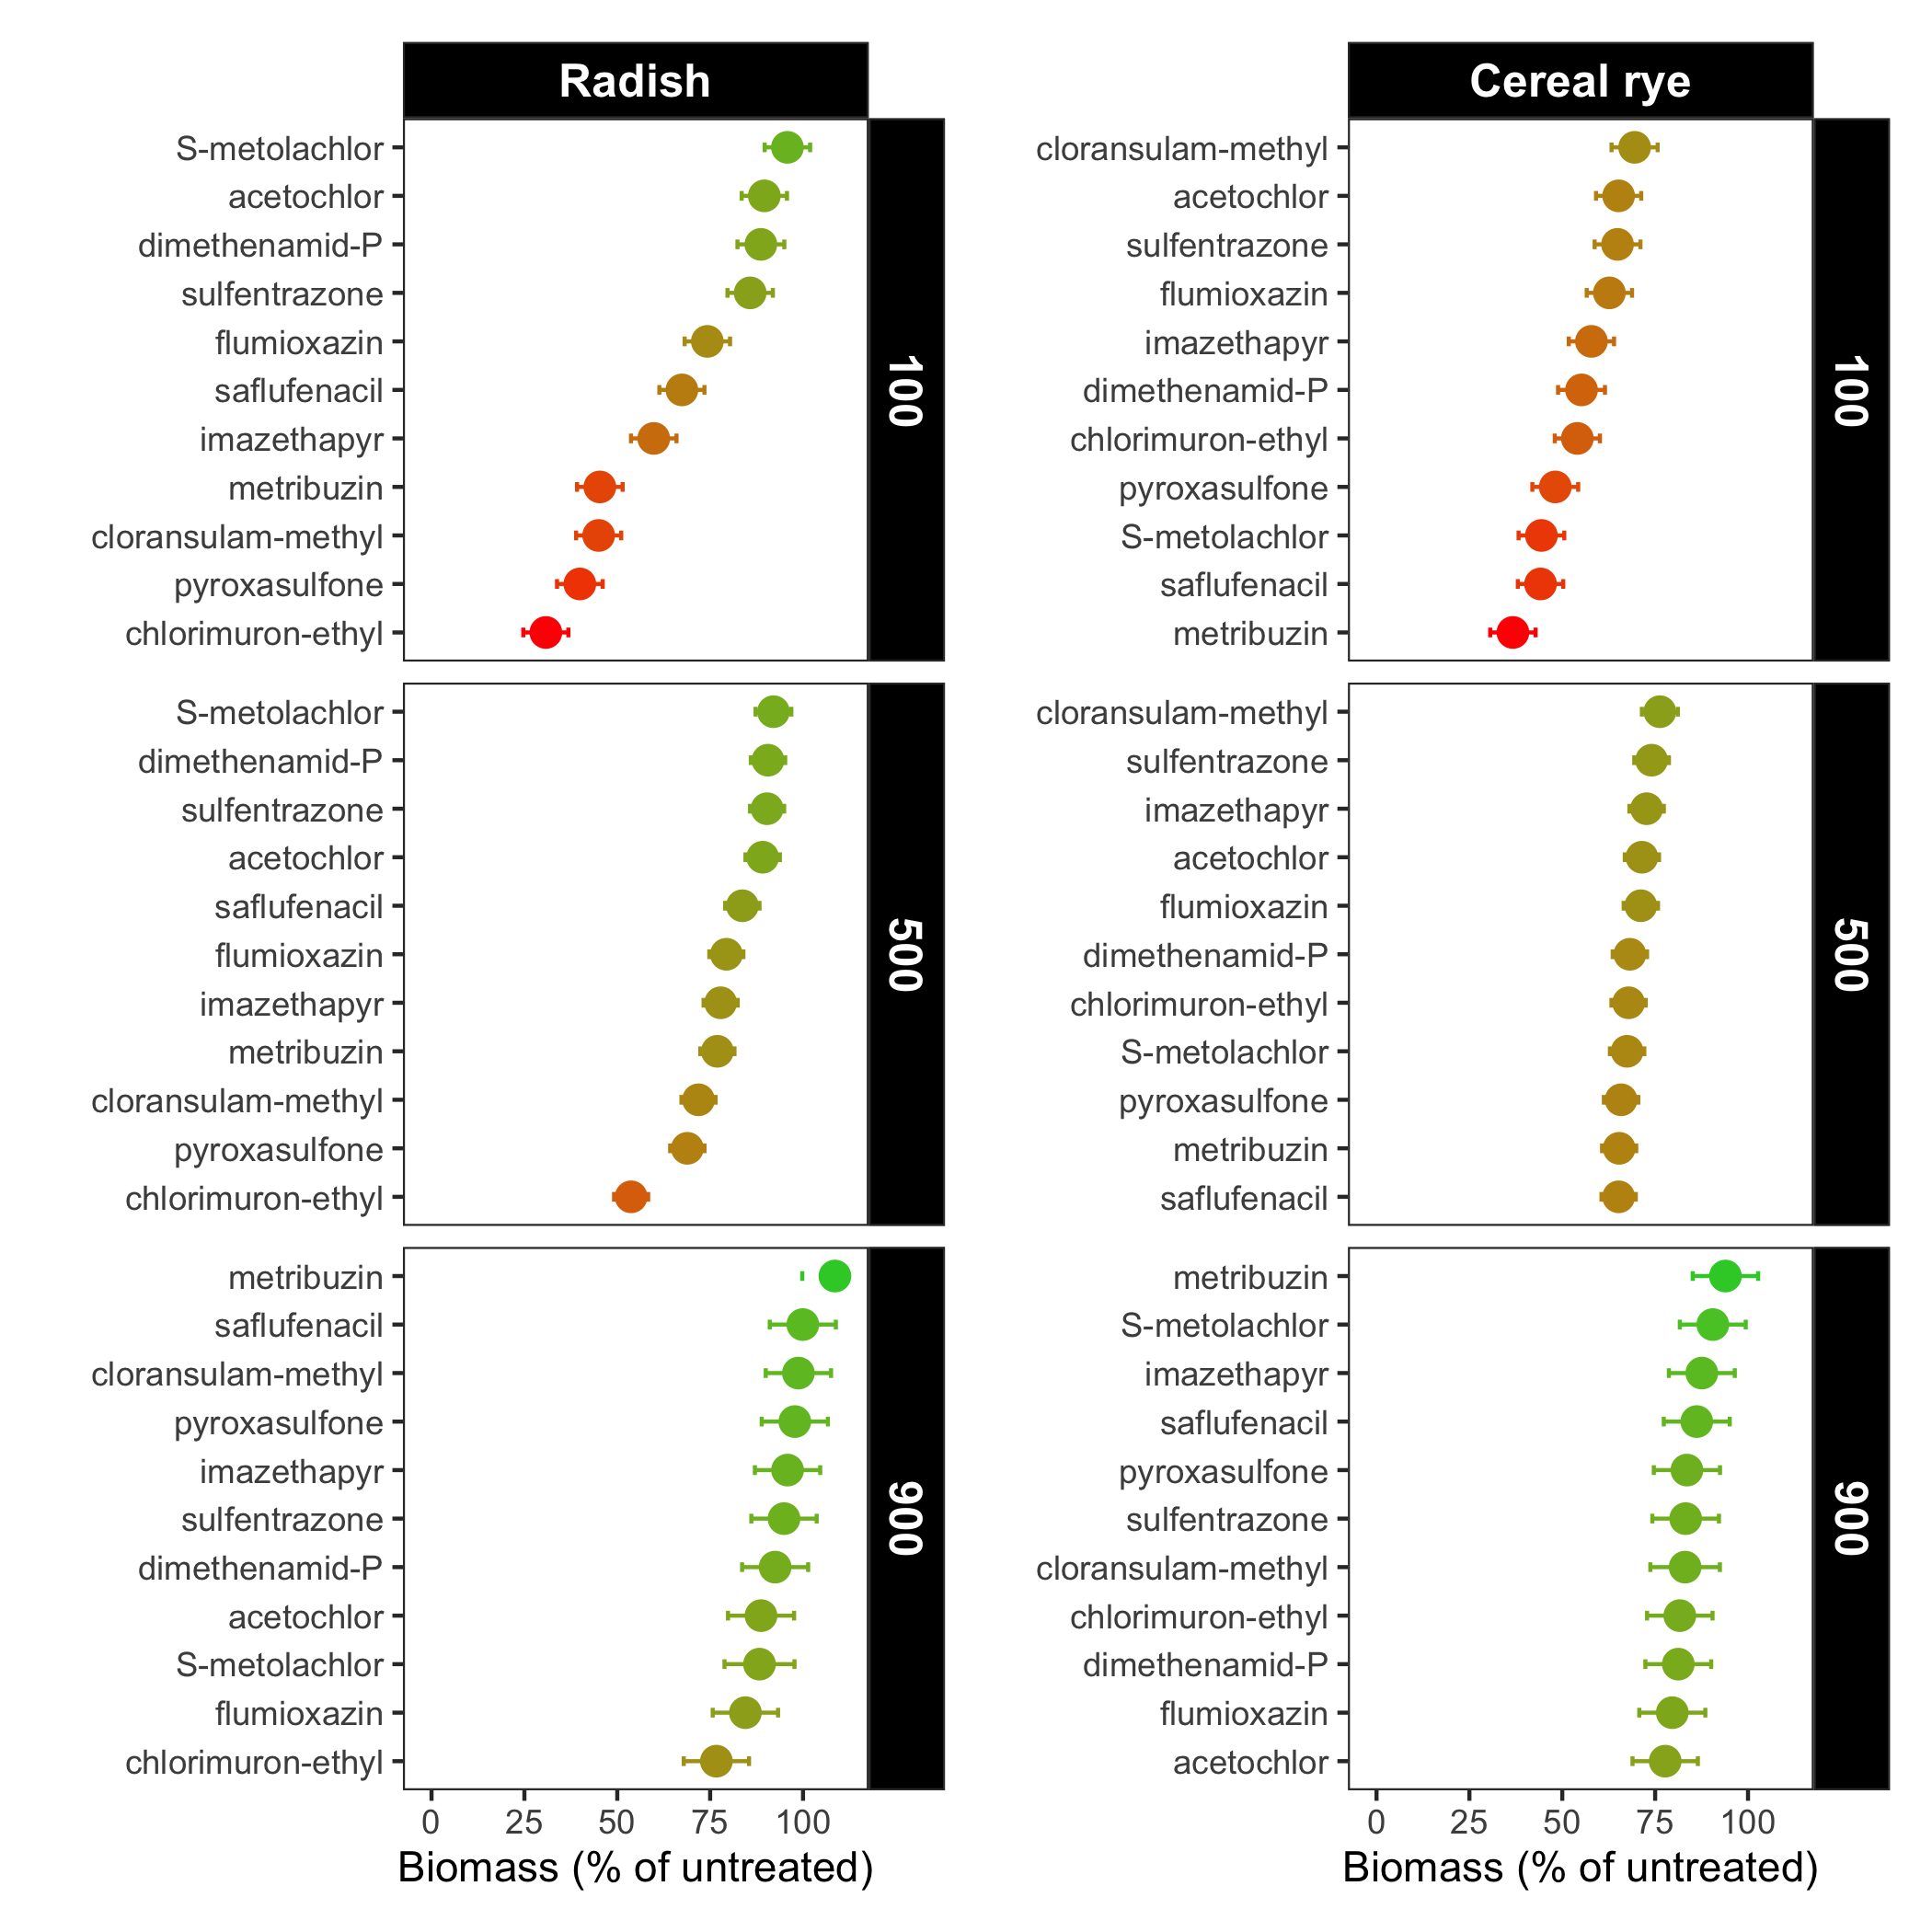 Radish
S-metolachlor
acetochlor
dimethenamid-P
sulfentrazone
flumioxazin
saflufenacil
imazethapyr
metribuzin
cloransulam-methyl
pyroxasulfone
chlorimuron-ethyl
100
S-metolachlor
dimethenamid-P
sulfentrazone
acetochlor
saflufenacil
flumioxazin
imazethapyr
metribuzin
cloransulam-methyl
pyroxasulfone
chlorimuron-ethyl
500
metribuzin
saflufenacil
cloransulam-methyl
pyroxasulfone
imazethapyr
sulfentrazone
dimethenamid-P
acetochlor
S-metolachlor
flumioxazin
chlorimuron-ethyl
900
0 25 50 75 100
Biomass (% of untreated)
Cereal rye
cloransulam-methyl
acetochlor
sulfentrazone
flumioxazin
imazethapyr
dimethenamid-P
chlorimuron-ethyl
pyroxasulfone
S-metolachlor
saflufenacil
metribuzin
100
cloransulam-methyl
sulfentrazone
imazethapyr
acetochlor
flumioxazin
dimethenamid-P
chlorimuron-ethyl
S-metolachlor
pyroxasulfone
metribuzin
saflufenacil
500
metribuzin
S-metolachlor
imazethapyr
saflufenacil
pyroxasulfone
sulfentrazone
cloransulam-methyl
chlorimuron-ethyl
dimethenamid-P
flumioxazin
acetochlor
900
0 25 50 75 100
Biomass (% of untreated)